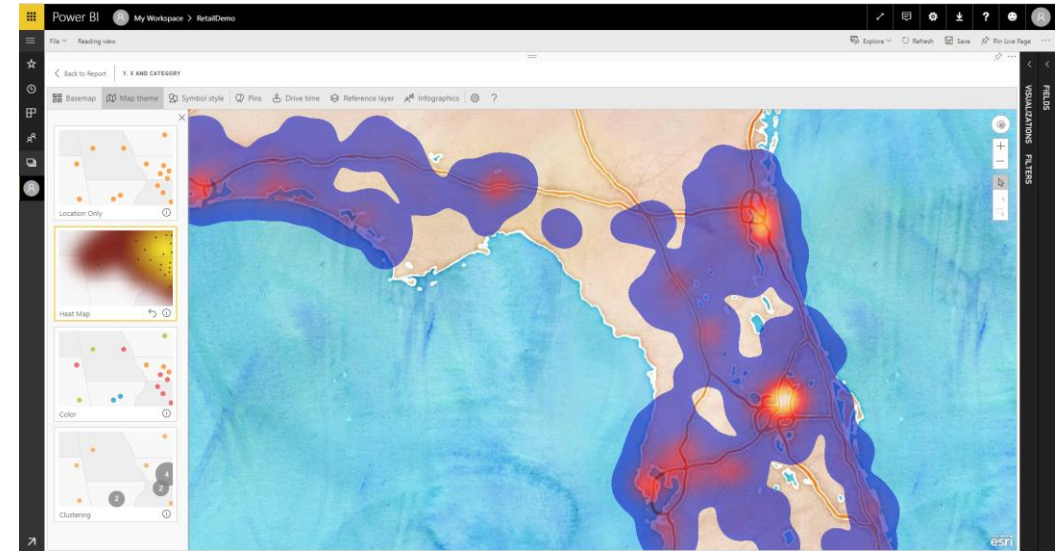 Power BI My Workspace > RetailDemo ?
File Reading view Explore Refresh Save Pin Live Page ...
< Back to Report Y, X AND CATEGORY
Basemap Map theme Symbol style Pins Drive time Reference layer Infographics ?
Location Only
Heat Map
Color
4
2
2
Clustering
+
−
VISUALIZATIONS FILTERS
FIELDS
esri